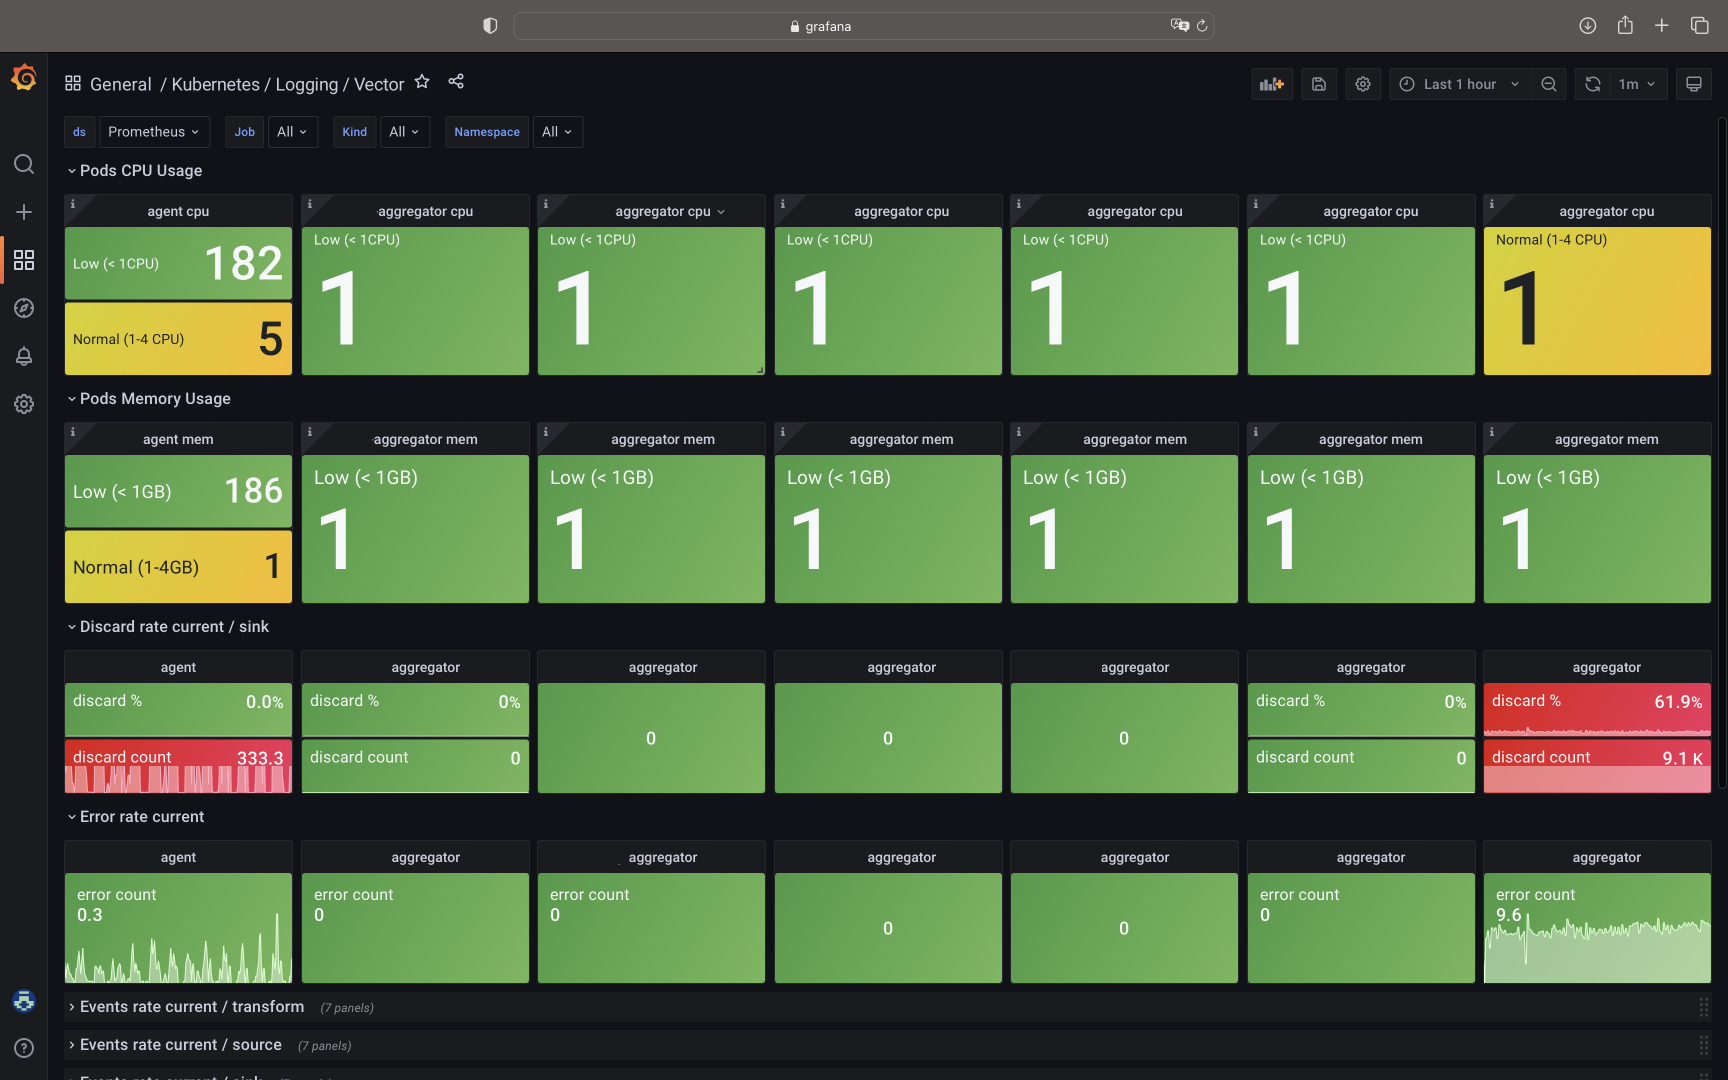 grafana
General / Kubernetes / Logging / Vector
Last 1 hour
1m
ds Prometheus Job All Kind All Namespace All
Pods CPU Usage
agent cpu
Low (< 1CPU) 182
Normal (1-4 CPU) 5
aggregator cpu
Low (< 1CPU)
1
aggregator cpu
Low (< 1CPU)
1
aggregator cpu
Low (< 1CPU)
1
aggregator cpu
Low (< 1CPU)
1
aggregator cpu
Low (< 1CPU)
1
aggregator cpu
Normal (1-4 CPU)
1
Pods Memory Usage
agent mem
Low (< 1GB) 186
Normal (1-4GB) 1
aggregator mem
Low (< 1GB)
1
aggregator mem
Low (< 1GB)
1
aggregator mem
Low (< 1GB)
1
aggregator mem
Low (< 1GB)
1
aggregator mem
Low (< 1GB)
1
aggregator mem
Low (< 1GB)
1
Discard rate current / sink
agent
discard % 0.0%
discard count 333.3
aggregator
discard % 0%
discard count 0
aggregator
0
aggregator
0
aggregator
0
aggregator
discard % 0%
discard count 0
aggregator
discard % 61.9%
discard count 9.1 K
Error rate current
agent
error count
0.3
aggregator
error count
0
aggregator
error count
0
aggregator
0
aggregator
0
aggregator
error count
0
aggregator
error count
9.6
Events rate current / transform (7 panels)
Events rate current / source (7 panels)